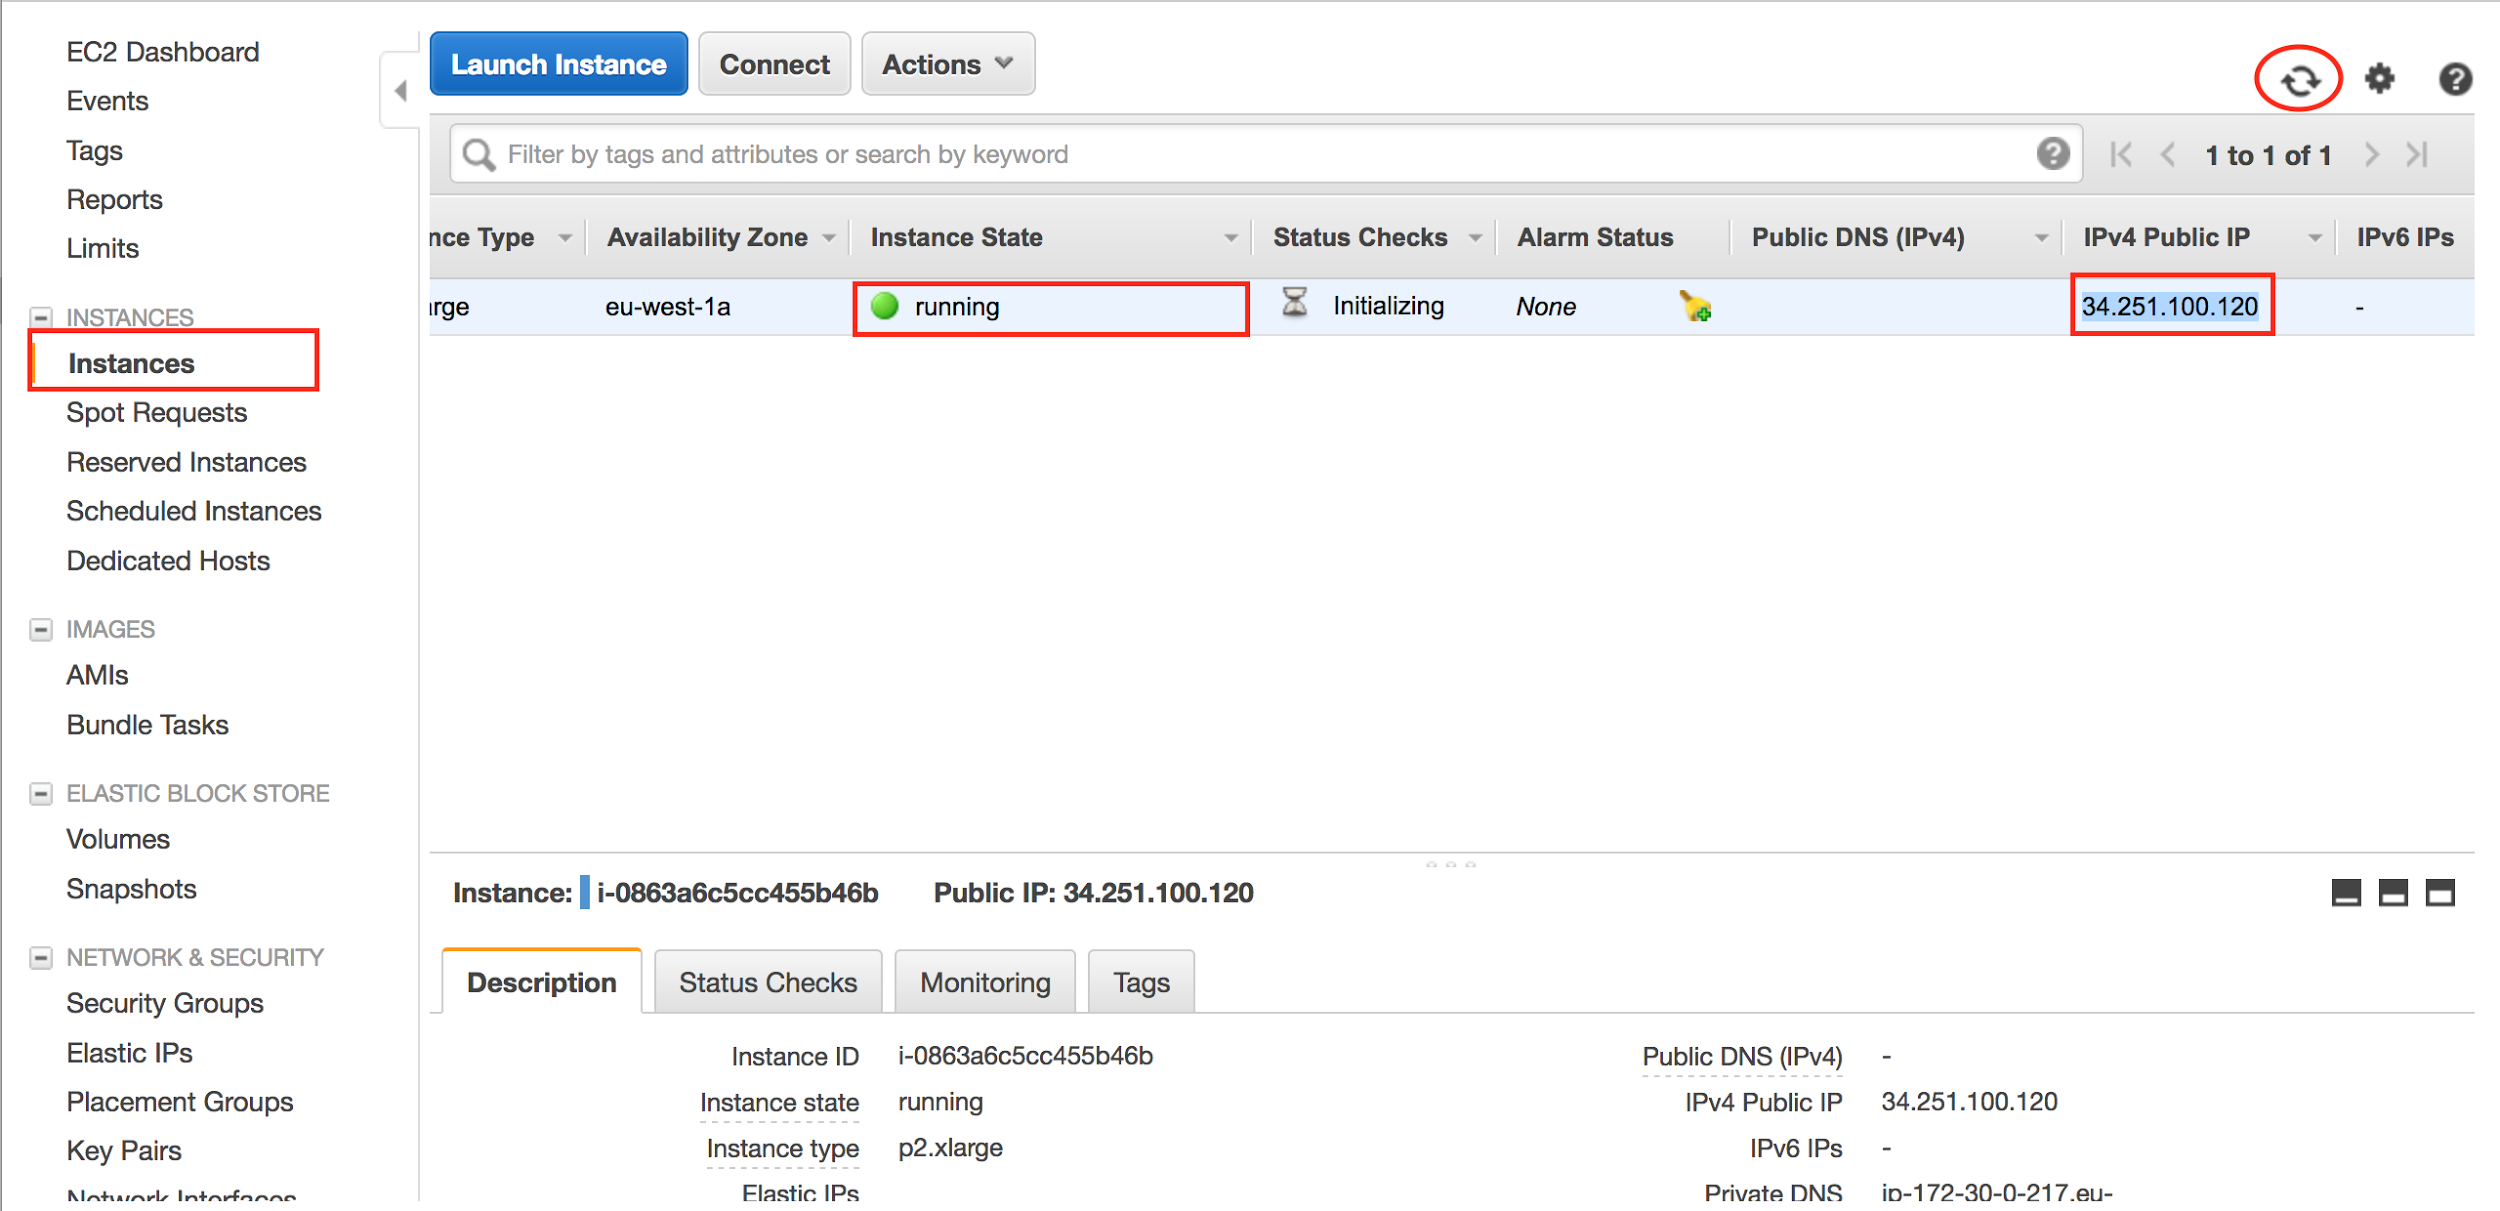 EC2 Dashboard
Events
Tags
Reports
Limits
INSTANCES
Instances
Spot Requests
Reserved Instances
Scheduled Instances
Dedicated Hosts
IMAGES
AMIs
Bundle Tasks
ELASTIC BLOCK STORE
Volumes
Snapshots
NETWORK & SECURITY
Security Groups
Elastic IPs
Placement Groups
Key Pairs
Network Interfaces
Launch Instance Connect Actions
Filter by tags and attributes or search by keyword 1 to 1 of 1
nce Type Availability Zone Instance State Status Checks Alarm Status Public DNS (IPv4) IPv4 Public IP IPv6 IPs
arge eu-west-1a running Initializing None 34.251.100.120 -
Instance: i-0863a6c5cc455b46b Public IP: 34.251.100.120
Description Status Checks Monitoring Tags
Instance ID i-0863a6c5cc455b46b Public DNS (IPv4) -
Instance state running IPv4 Public IP 34.251.100.120
Instance type p2.xlarge IPv6 IPs -
Elastic IPs Private DNS ip-172-30-0-217.eu-